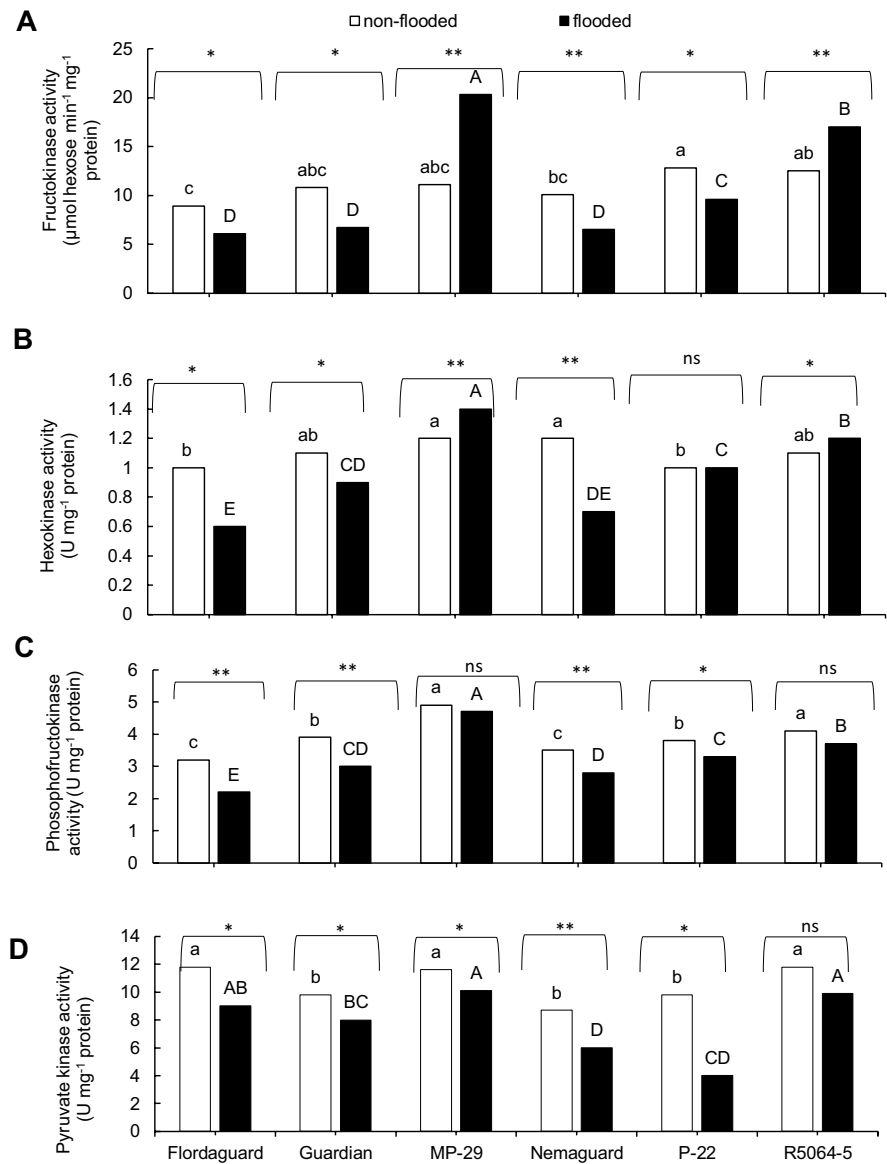 A
non-flooded flooded
* * ** ** * **
Fructokinase activity
(µmol hexose min⁻¹ mg⁻¹
protein)
25
20
15
10
5
0
c D abc D abc A bc D a C ab B
B
* * ** ** ns *
Hexokinase activity
(U mg⁻¹ protein)
1.6
1.4
1.2
1
0.8
0.6
0.4
0.2
0
b E ab CD a A a DE b C ab B
C
** ** ns ** * ns
Phosophofructokinase
activity (U mg⁻¹ protein)
6
5
4
3
2
1
0
c E b CD a A c D b C a B
D
* * * ** * ns
Pyruvate kinase activity
(U mg⁻¹ protein)
14
12
10
8
6
4
2
0
a AB b BC a A b D b CD a A
Flordaguard Guardian MP-29 Nemaguard P-22 R5064-5